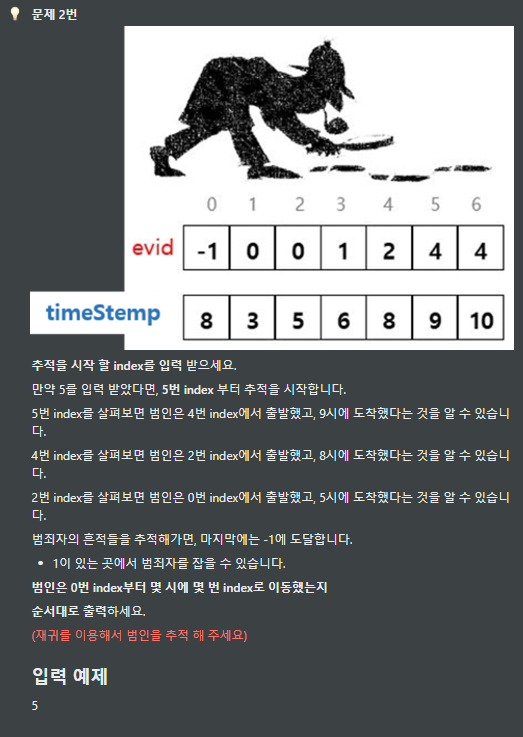 문제 2번
0 1 2 3 4 5 6
evid -1 0 0 1 2 4 4
timeStemp 8 3 5 6 8 9 10
추적을 시작 할 index를 입력 받으세요.
만약 5를 입력 받았다면, 5번 index 부터 추적을 시작합니다.
5번 index를 살펴보면 범인은 4번 index에서 출발했고, 9시에 도착했다는 것을 알 수 있습니
다.
4번 index를 살펴보면 범인은 2번 index에서 출발했고, 8시에 도착했다는 것을 알 수 있습니
다.
2번 index를 살펴보면 범인은 0번 index에서 출발했고, 5시에 도착했다는 것을 알 수 있습니
다.
범죄자의 흔적들을 추적해가면, 마지막에는 -1에 도달합니다.
• 1이 있는 곳에서 범죄자를 잡을 수 있습니다.
범인은 0번 index부터 몇 시에 몇 번 index로 이동했는지
순서대로 출력하세요.
(재귀를 이용해서 범인을 추적 해 주세요)
입력 예제
5